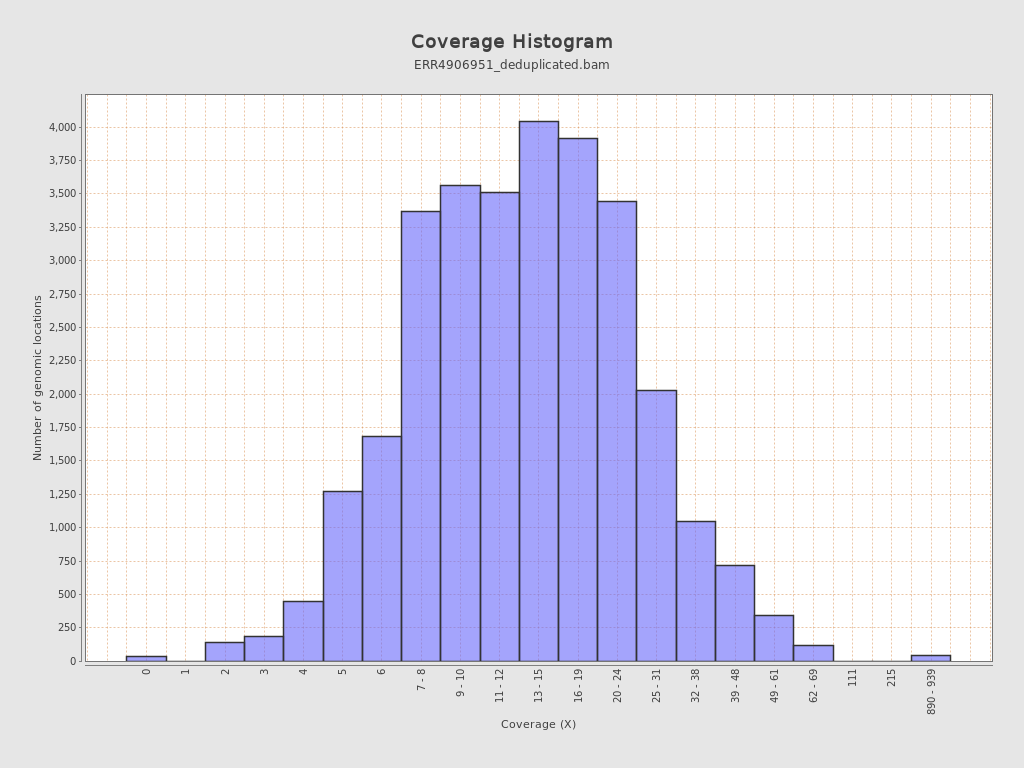 Coverage Histogram
ERR4906951_deduplicated.bam
Number of genomic locations
4,000
3,750
3,500
3,250
3,000
2,750
2,500
2,250
2,000
1,750
1,500
1,250
1,000
750
500
250
0
0
1
2
3
4
5
6
7 - 8
9 - 10
11 - 12
13 - 15
16 - 19
20 - 24
25 - 31
32 - 38
39 - 48
49 - 61
62 - 69
111
215
890 - 939
Coverage (X)